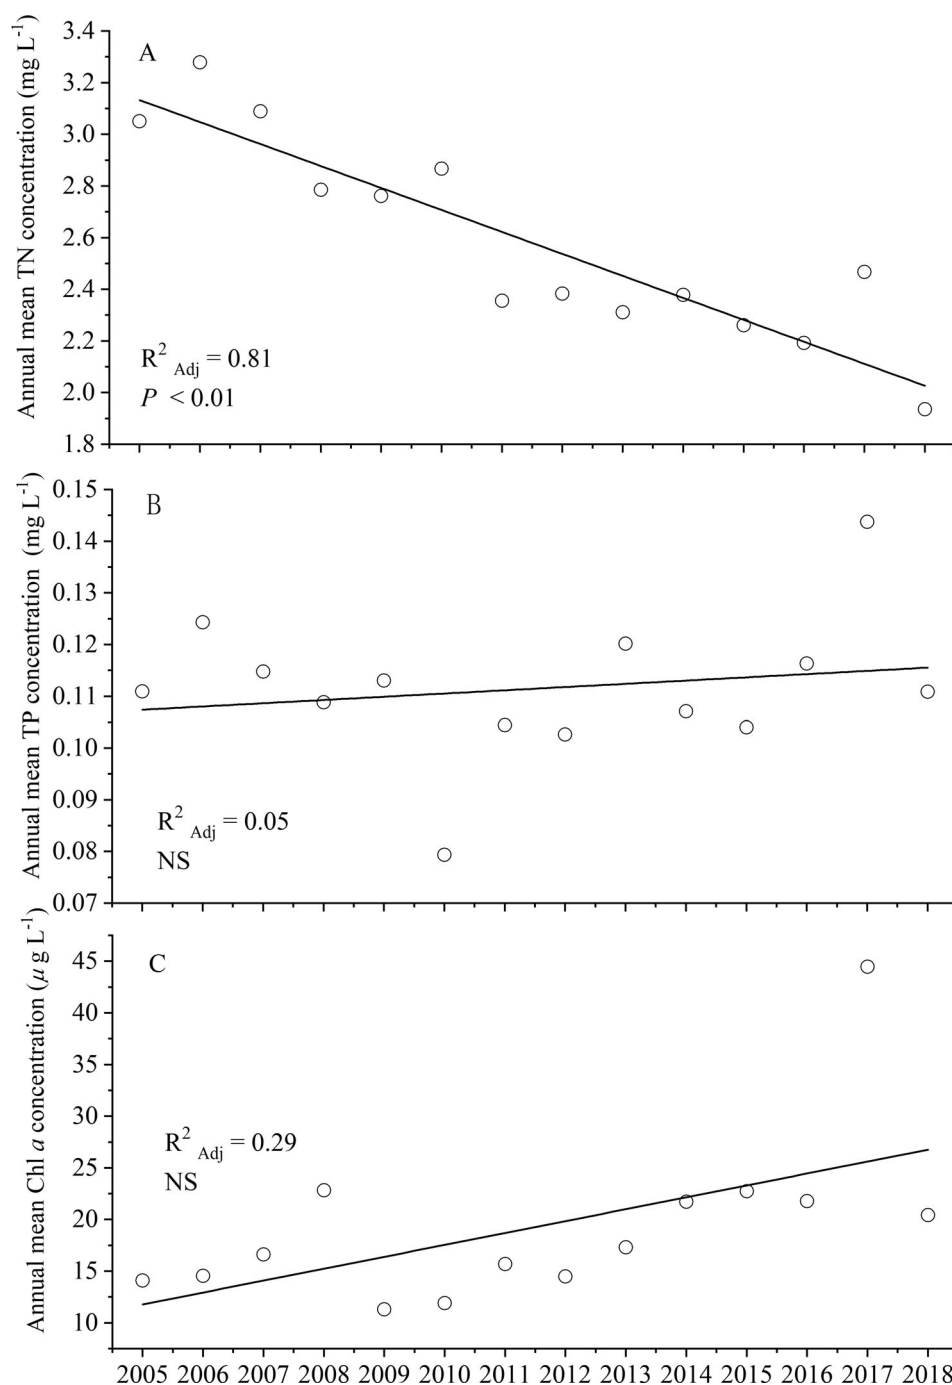 Annual mean TN concentration (mg L⁻¹)
3.4
3.2
3.0
2.8
2.6
2.4
2.2
2.0
1.8
A
R² Adj = 0.81
P < 0.01
Annual mean TP concentration (mg L⁻¹)
0.15
0.14
0.13
0.12
0.11
0.10
0.09
0.08
0.07
B
R² Adj = 0.05
NS
Annual mean Chl a concentration (μg L⁻¹)
45
40
35
30
25
20
15
10
C
R² Adj = 0.29
NS
2005 2006 2007 2008 2009 2010 2011 2012 2013 2014 2015 2016 2017 2018